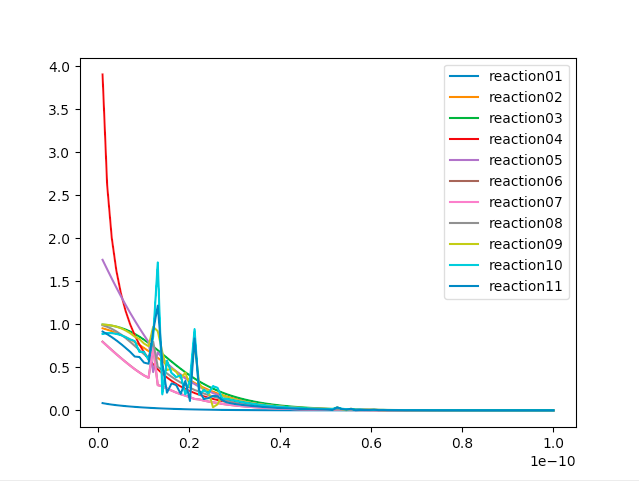 4.0
3.5
3.0
2.5
2.0
1.5
1.0
0.5
0.0
reaction01
reaction02
reaction03
reaction04
reaction05
reaction06
reaction07
reaction08
reaction09
reaction10
reaction11
0.0 0.2 0.4 0.6 0.8 1.0
1e−10